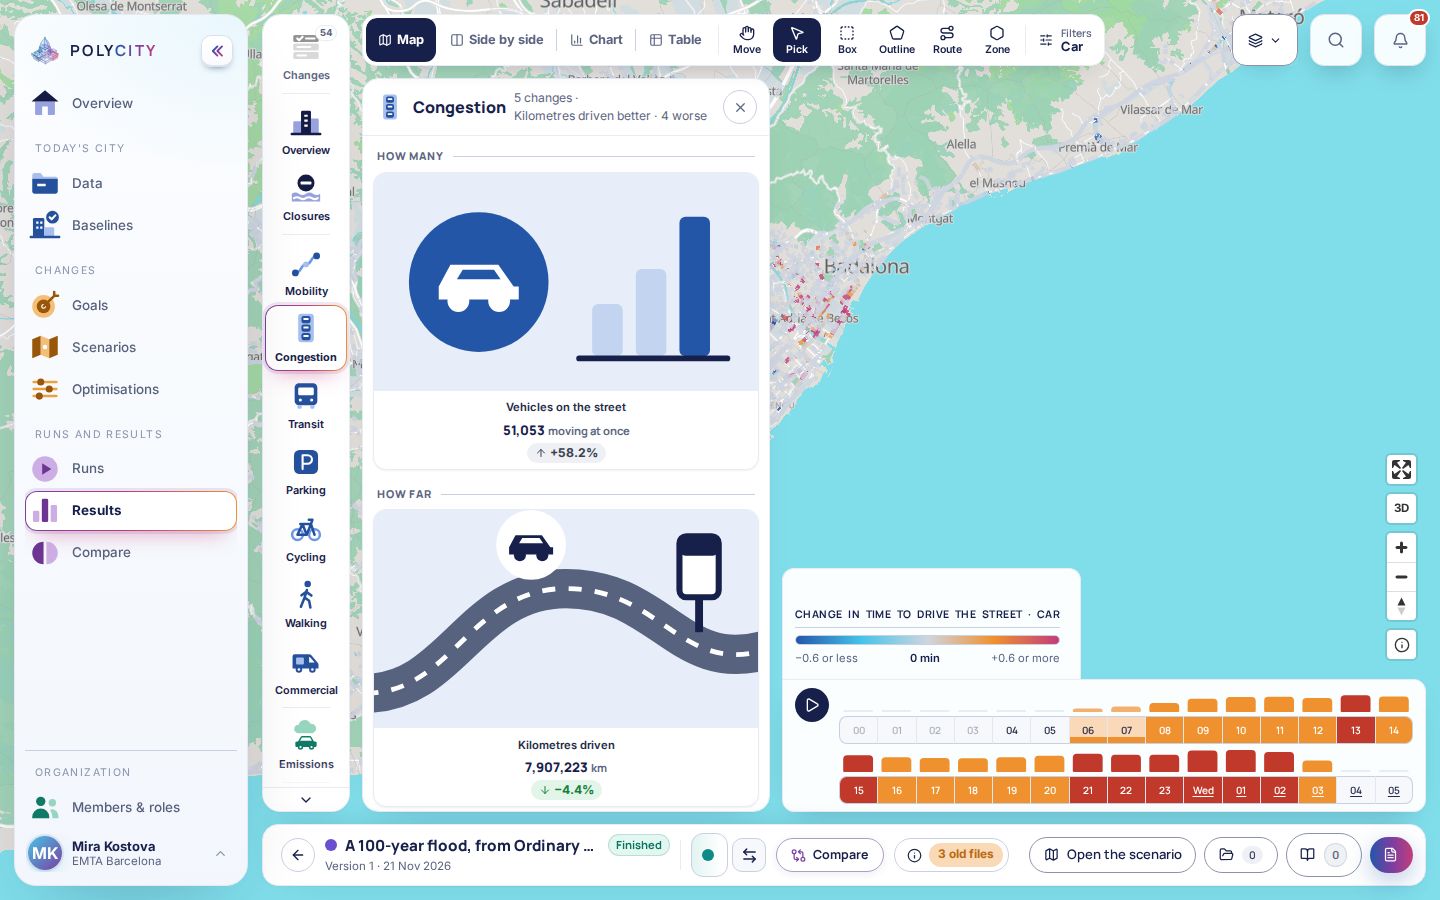 POLYCITY
Overview
TODAY'S CITY
Data
Baselines
CHANGES
Goals
Scenarios
Optimisations
RUNS AND RESULTS
Runs
Results
Compare
ORGANIZATION
Members & roles
MK
Mira Kostova
EMTA Barcelona
54
Changes
Overview
Closures
Mobility
Congestion
Transit
Parking
Cycling
Walking
Commercial
Emissions
Map
Side by side
Chart
Table
Move
Pick
Box
Outline
Route
Zone
Filters
Car
81
Congestion
5 changes ·
Kilometres driven better · 4 worse
HOW MANY
Vehicles on the street
51,053 moving at once
↑ +58.2%
HOW FAR
Kilometres driven
7,907,223 km
↓ −4.4%
Olesa de Montserrat
Sabadell
Martorelles
Vilassar de Mar
Alella
Premià de Mar
el Masnou
Montgat
Badalona
3D
CHANGE IN TIME TO DRIVE THE STREET · CAR
−0.6 or less
0 min
+0.6 or more
00 01 02 03 04 05 06 07 08 09 10 11 12 13 14
15 16 17 18 19 20 21 22 23 Wed 01 02 03 04 05
A 100-year flood, from Ordinary ...
Finished
Version 1 · 21 Nov 2026
Compare
3 old files
Open the scenario
0
0